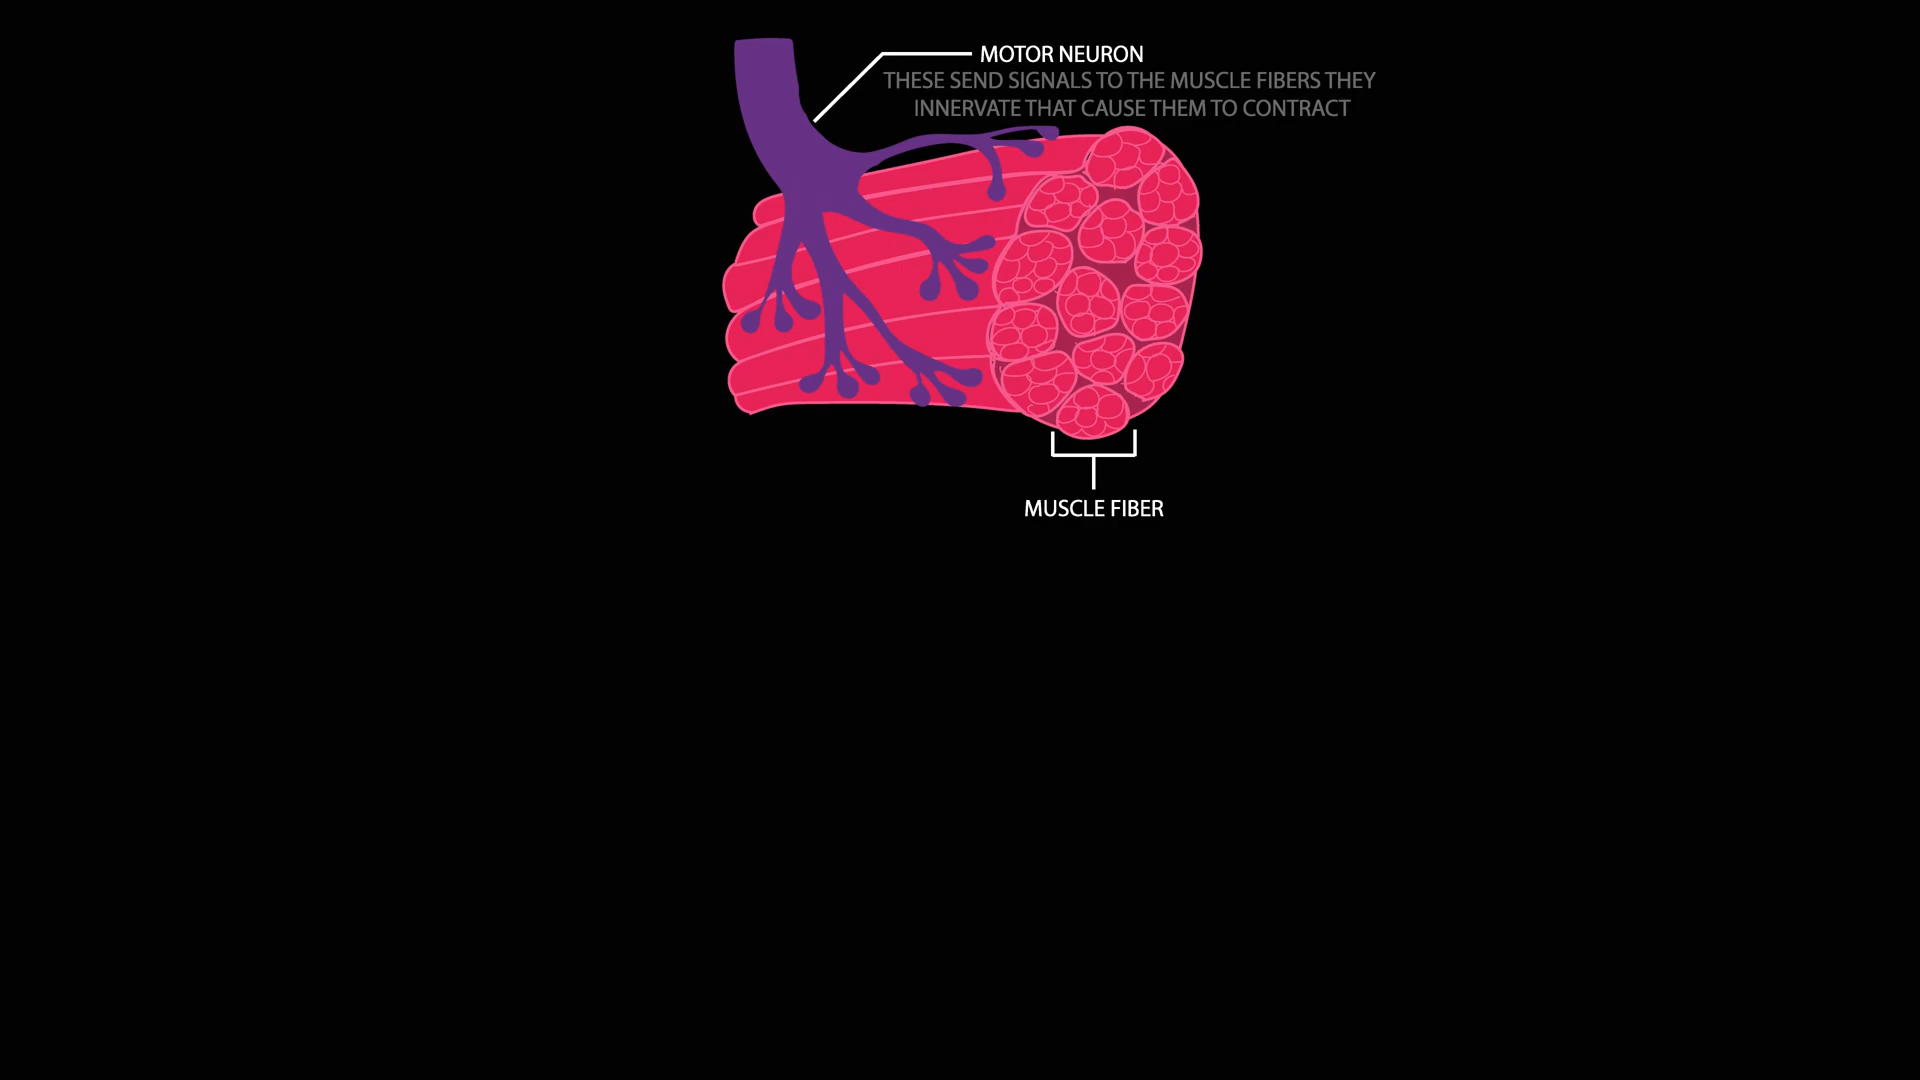 MOTOR NEURON
THESE SEND SIGNALS TO THE MUSCLE FIBERS THEY
INNERVATE THAT CAUSE THEM TO CONTRACT
MUSCLE FIBER